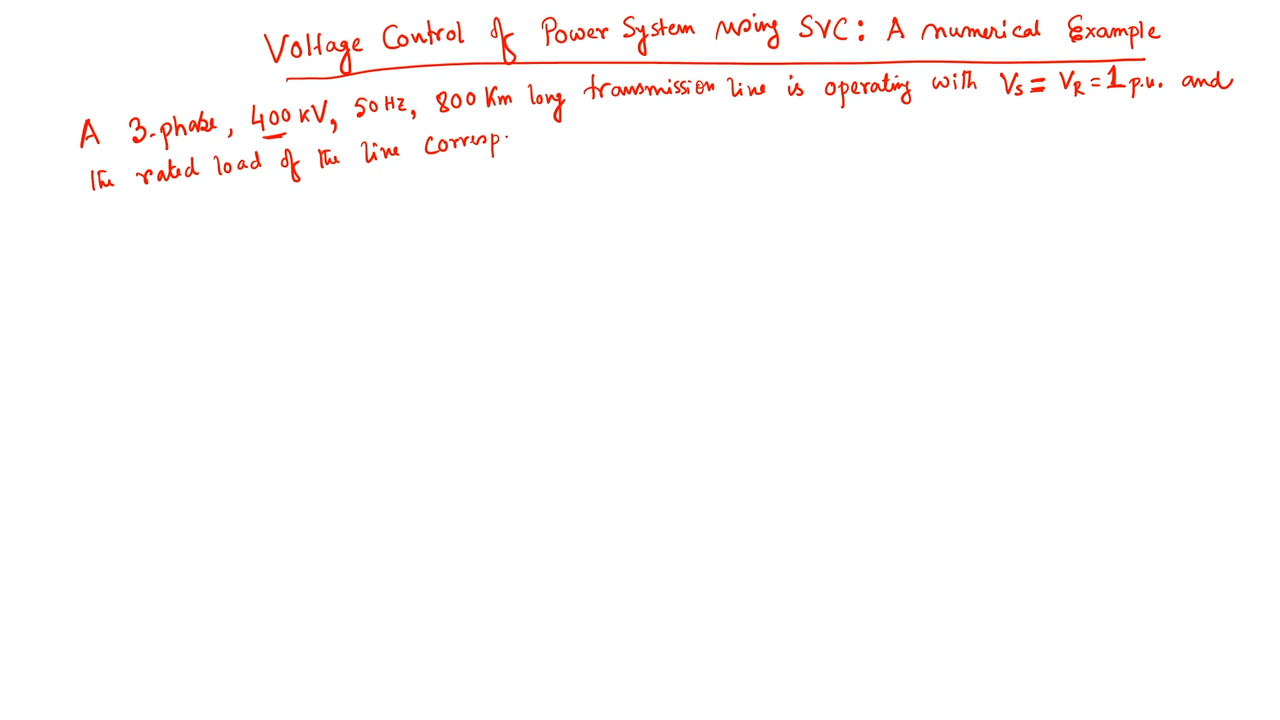 Voltage Control of Power System using SVC: A numerical Example
A 3-phase, 400 kV, 50 Hz, 800 Km long transmission line is operating with Vs = VR = 1 p.u. and
the rated load of the line corresp.